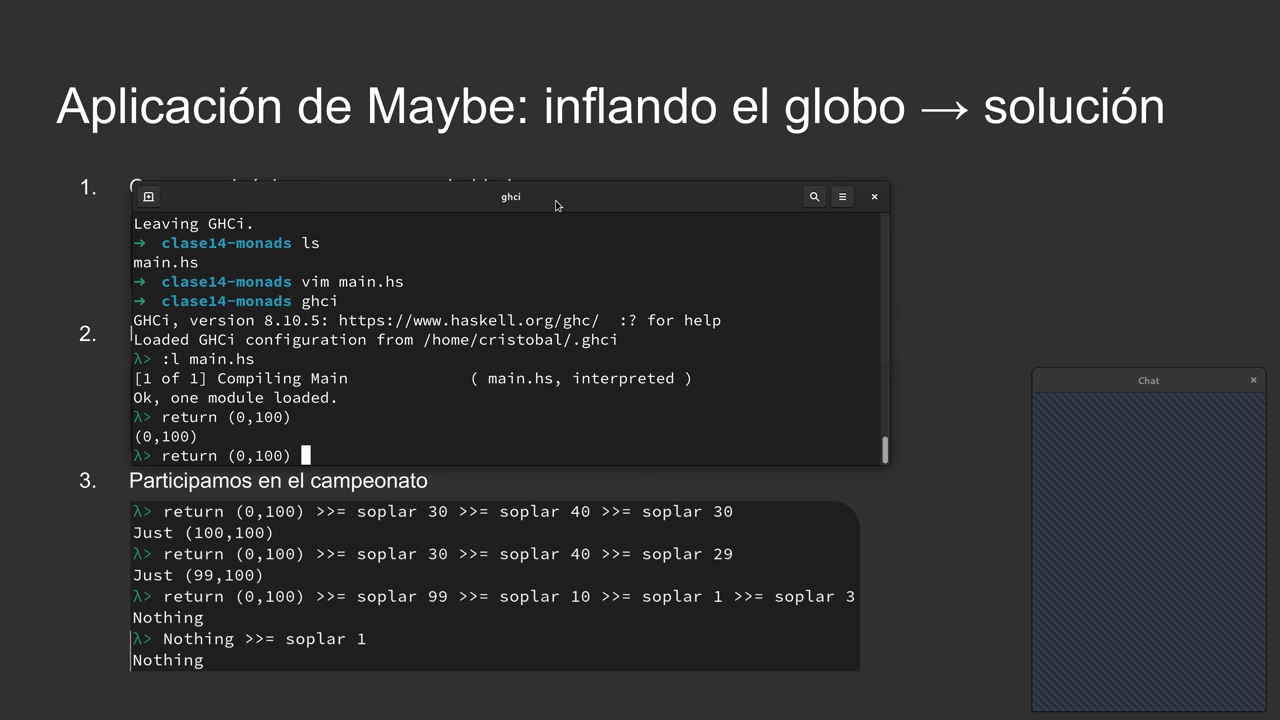 Aplicación de Maybe: inflando el globo → solución
1.
ghci
Leaving GHCi.
➜ clase14-monads ls
main.hs
➜ clase14-monads vim main.hs
➜ clase14-monads ghci
GHCi, version 8.10.5: https://www.haskell.org/ghc/  :? for help
2.
Loaded GHCi configuration from /home/cristobal/.ghci
λ> :l main.hs
[1 of 1] Compiling Main             ( main.hs, interpreted )
Ok, one module loaded.
λ> return (0,100)
(0,100)
λ> return (0,100)
3. Participamos en el campeonato
λ> return (0,100) >>= soplar 30 >>= soplar 40 >>= soplar 30
Just (100,100)
λ> return (0,100) >>= soplar 30 >>= soplar 40 >>= soplar 29
Just (99,100)
λ> return (0,100) >>= soplar 99 >>= soplar 10 >>= soplar 1 >>= soplar 3
Nothing
λ> Nothing >>= soplar 1
Nothing
Chat